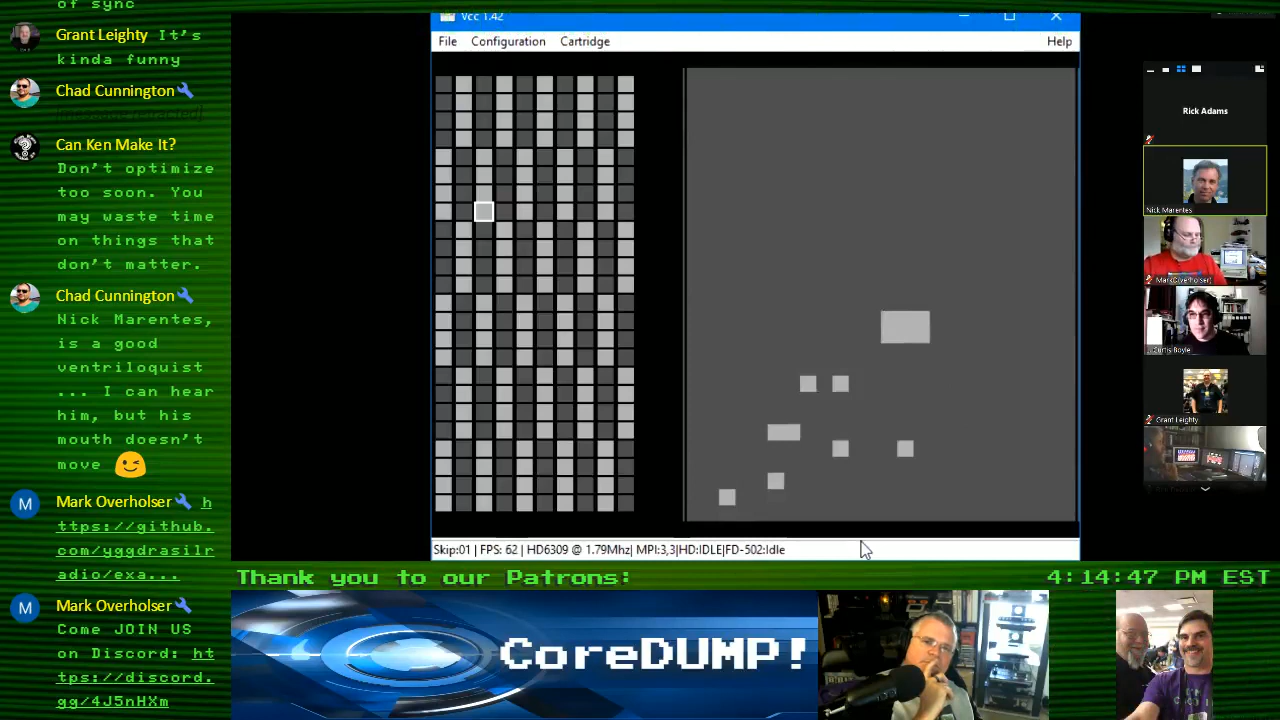 of sync
Grant Leighty It's
kinda funny
Chad Cunnington
[message retracted]
Can Ken Make It?
Don't optimize
too soon. You
may waste time
on things that
don't matter.
Chad Cunnington
Nick Marentes,
is a good
ventriloquist
... I can hear
him, but his
mouth doesn't
move 😉
M
Mark Overholser h
ttps://github.
com/yggdrasilr
adio/exa...
M
Mark Overholser
Come JOIN US
on Discord: ht
tps://discord.
gg/4J5nHXm
Vcc 1.42
File Configuration Cartridge Help
Skip:01 | FPS: 62 | HD6309 @ 1.79Mhz| MPI:3,3|HD:IDLE|FD-502:Idle
Thank you to our Patrons: 4:14:47 PM EST
CoreDUMP!
Rick Adams
Nick Marentes
Curtis Boyle
Grant Leighty